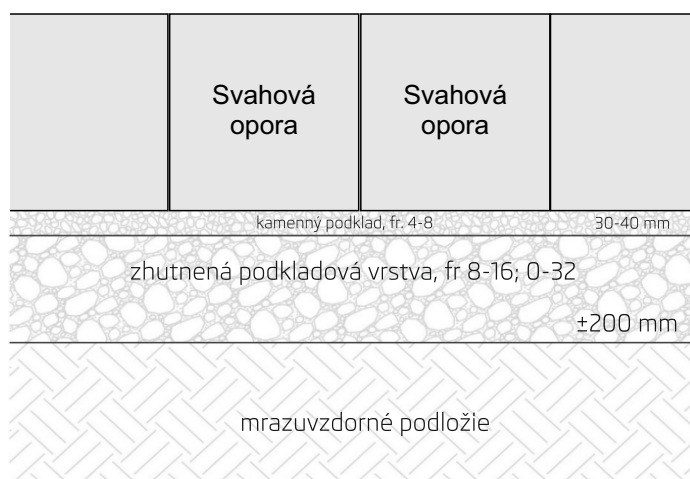 Svahová
opora
Svahová
opora
kamenný podklad, fr. 4-8
30-40 mm
zhutnená podkladová vrstva, fr 8-16; 0-32
±200 mm
mrazuvzdorné podložie